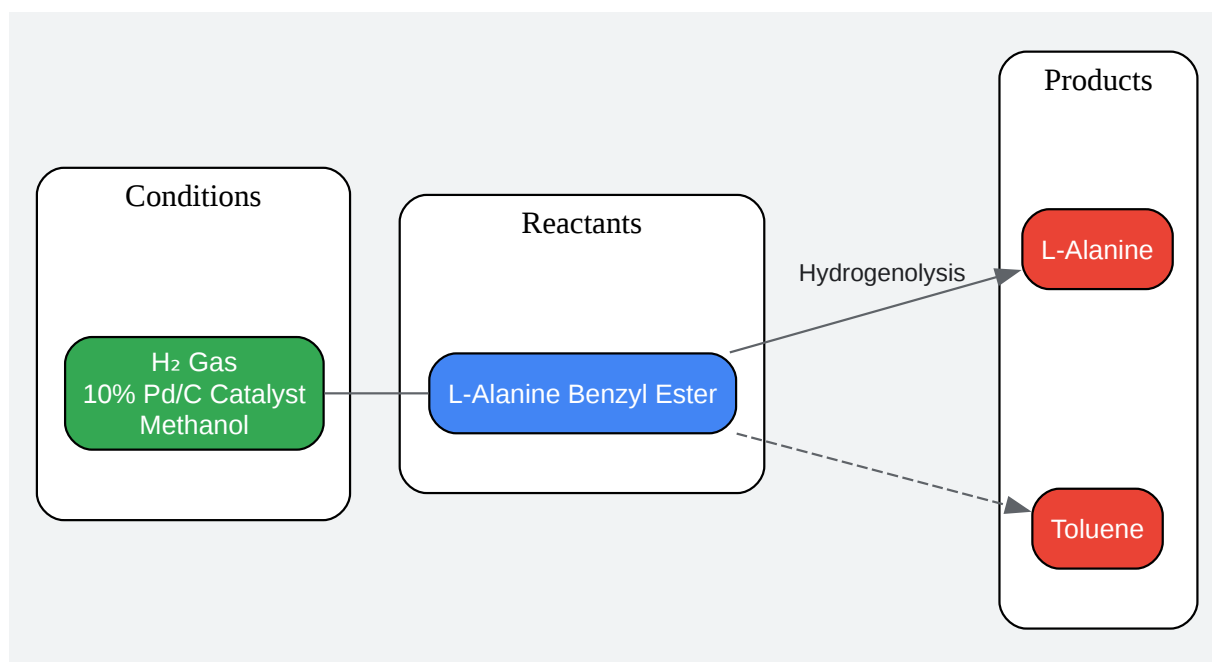 Conditions
H₂ Gas
10% Pd/C Catalyst
Methanol
Reactants
L-Alanine Benzyl Ester
Hydrogenolysis
Products
L-Alanine
Toluene